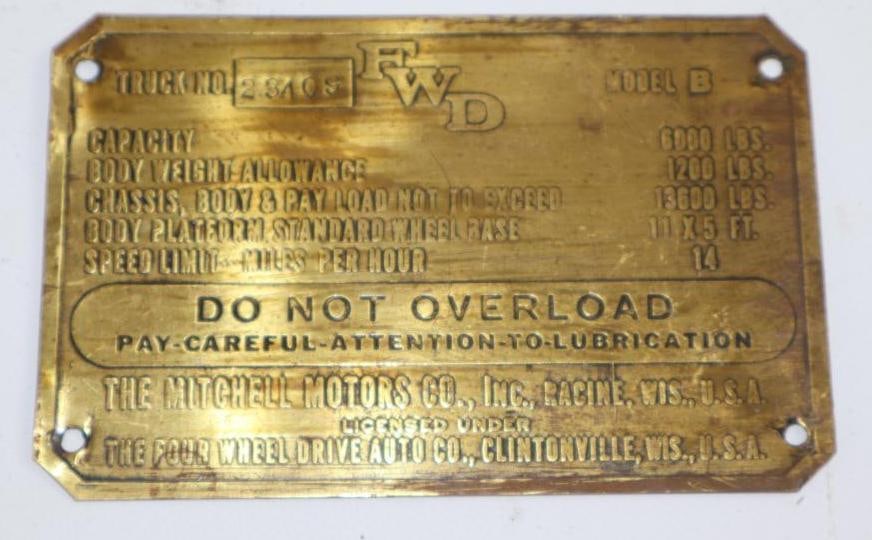 FWD
TRUCK NO. MODEL B
CAPACITY 6000 LBS.
BODY WEIGHT ALLOWANCE 1200 LBS.
CHASSIS, BODY & PAY LOAD NOT TO EXCEED 13600 LBS.
BODY PLATFORM, STANDARD WHEEL BASE 11 X 5 FT.
SPEED LIMIT - MILES PER HOUR 14
DO NOT OVERLOAD
PAY-CAREFUL-ATTENTION-TO-LUBRICATION
THE MITCHELL MOTORS CO., INC., RACINE, WIS., U.S.A.
LICENSED UNDER
THE FOUR WHEEL DRIVE AUTO CO., CLINTONVILLE, WIS., U.S.A.